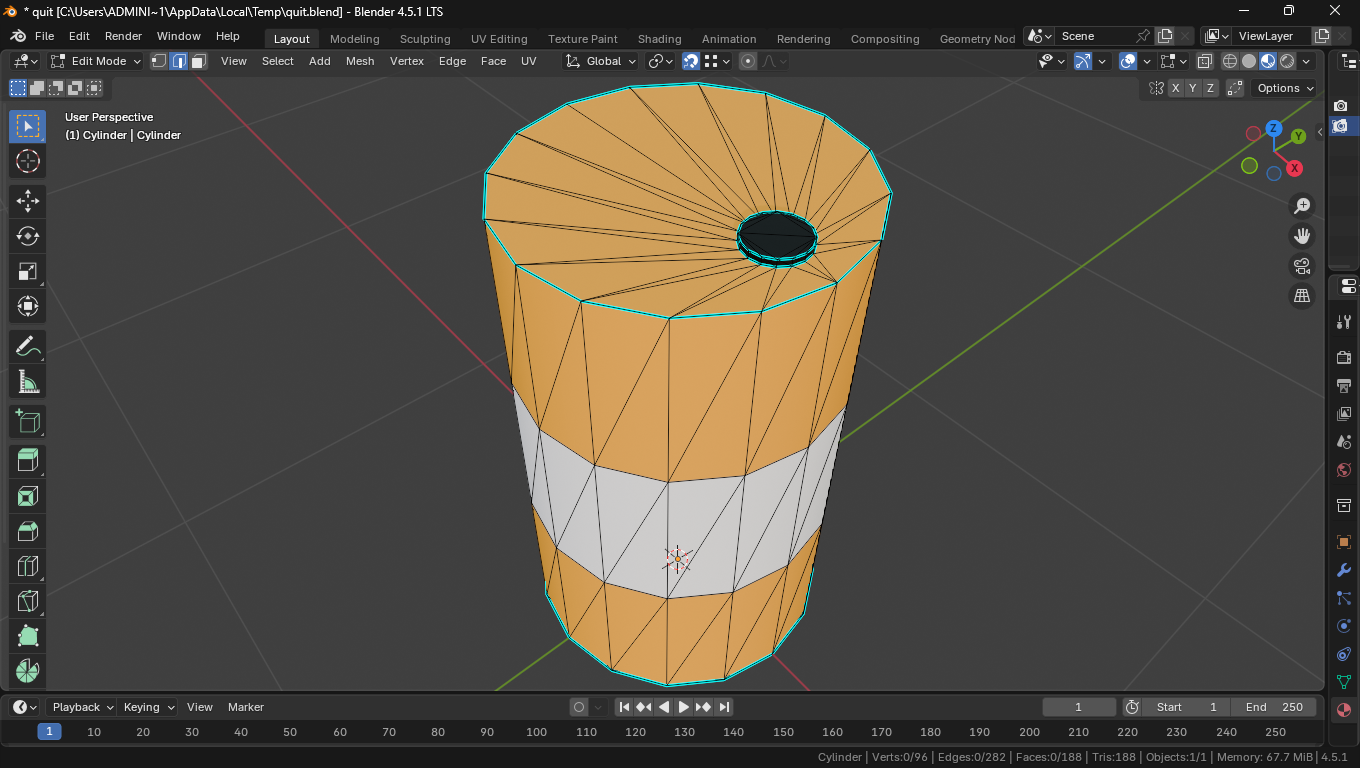 * quit [C:\Users\ADMINI~1\AppData\Local\Temp\quit.blend] - Blender 4.5.1 LTS
File Edit Render Window Help Layout Modeling Sculpting UV Editing Texture Paint Shading Animation Rendering Compositing Geometry Nod Scene ViewLayer
Edit Mode View Select Add Mesh Vertex Edge Face UV Global
X Y Z Options
User Perspective
(1) Cylinder | Cylinder
Z
Y
X
Playback Keying View Marker 1 Start 1 End 250
1 10 20 30 40 50 60 70 80 90 100 110 120 130 140 150 160 170 180 190 200 210 220 230 240 250
Cylinder | Verts:0/96 | Edges:0/282 | Faces:0/188 | Tris:188 | Objects:1/1 | Memory: 67.7 MiB | 4.5.1